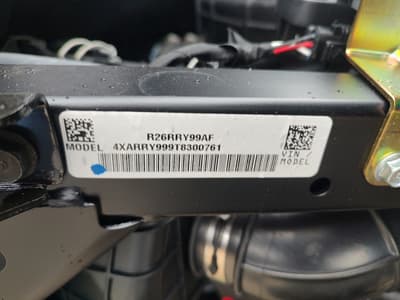 R26RRY99AF
MODEL 4XARRY999T8300761
VIN /
MODEL